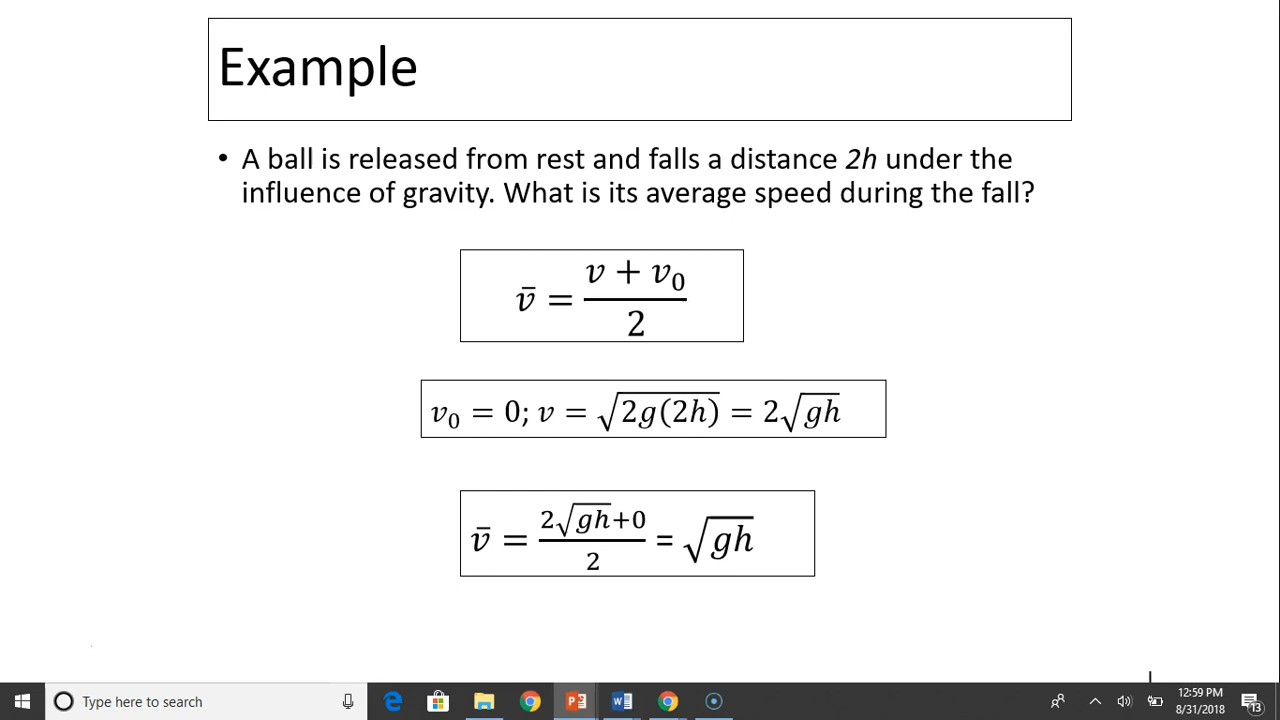 Example
• A ball is released from rest and falls a distance 2h under the
influence of gravity. What is its average speed during the fall?
v̄ = (v + v₀)/2
v₀ = 0; v = √(2g(2h)) = 2√(gh)
v̄ = (2√(gh)+0)/2 = √(gh)
Type here to search
12:59 PM
8/31/2018
13